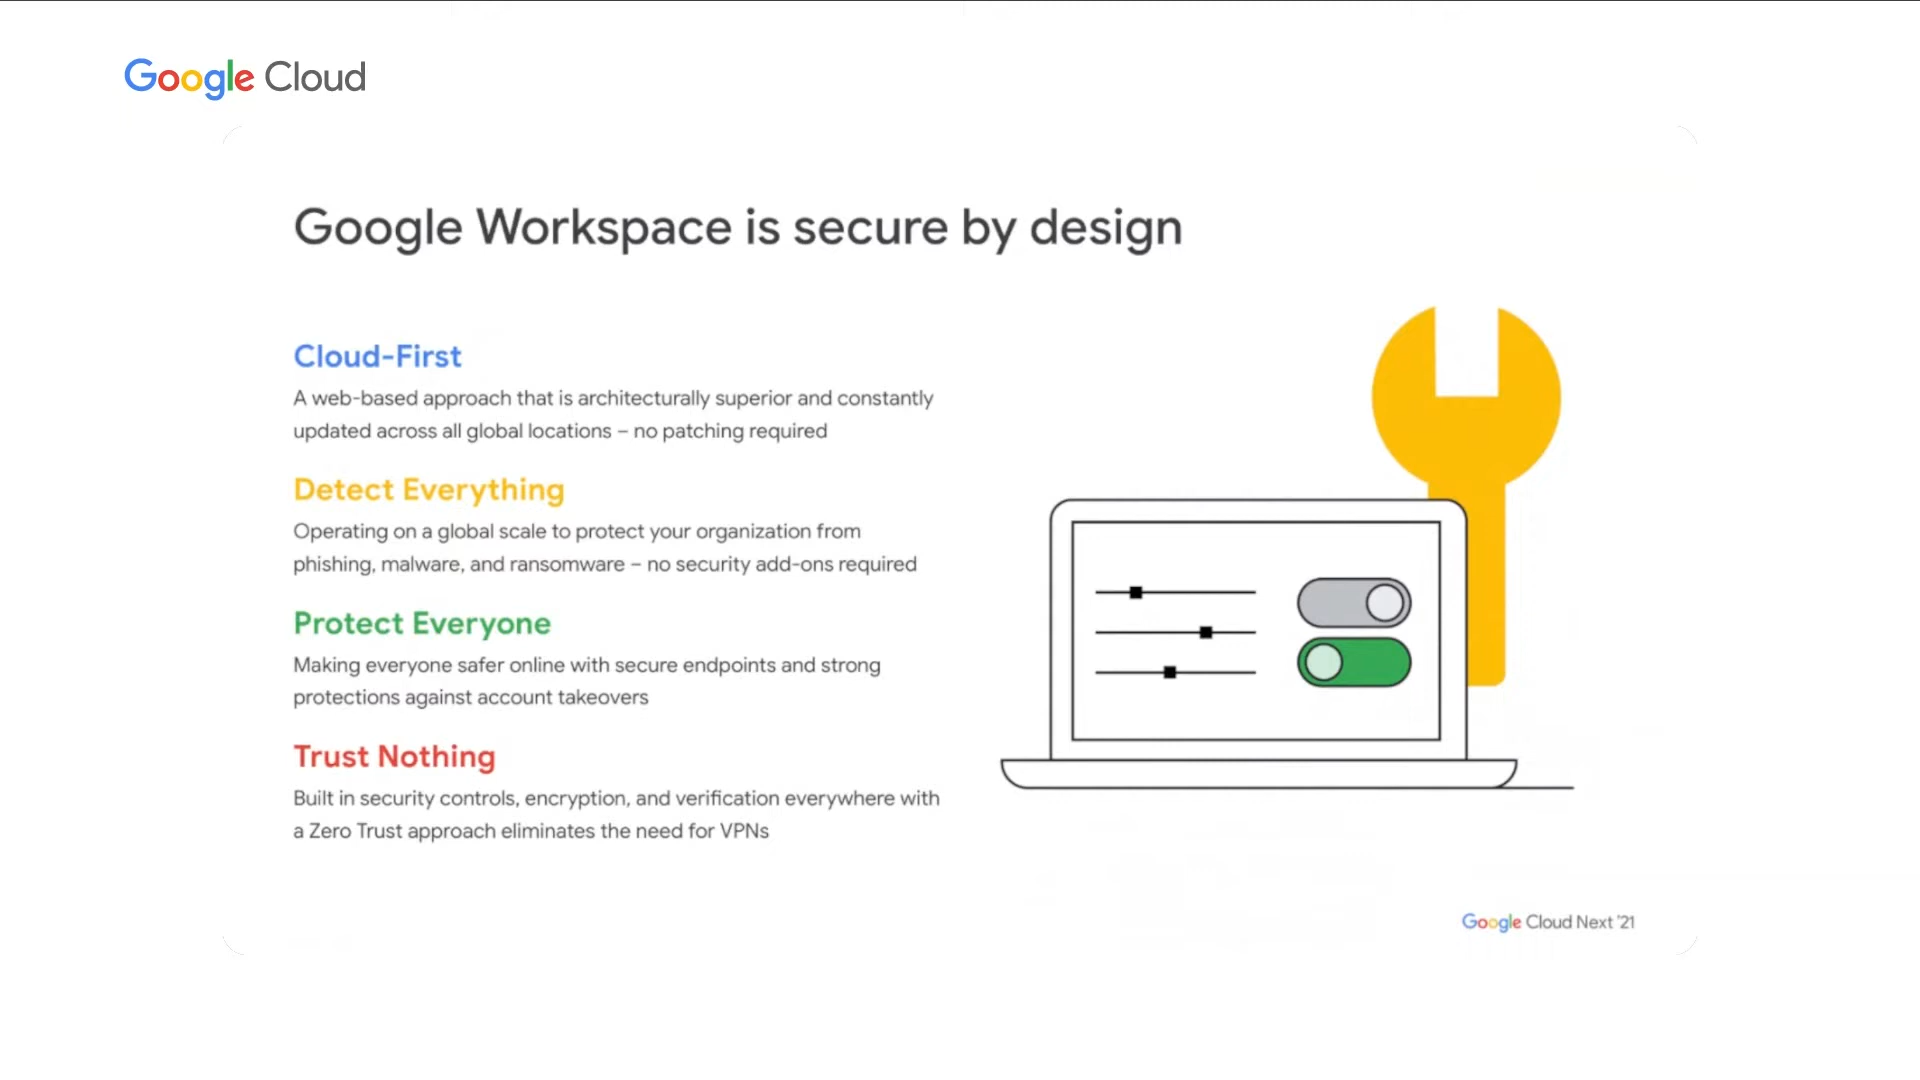 Google Cloud
Google Workspace is secure by design
Cloud-First
A web-based approach that is architecturally superior and constantly
updated across all global locations – no patching required
Detect Everything
Operating on a global scale to protect your organization from
phishing, malware, and ransomware – no security add-ons required
Protect Everyone
Making everyone safer online with secure endpoints and strong
protections against account takeovers
Trust Nothing
Built in security controls, encryption, and verification everywhere with
a Zero Trust approach eliminates the need for VPNs
Google Cloud Next '21